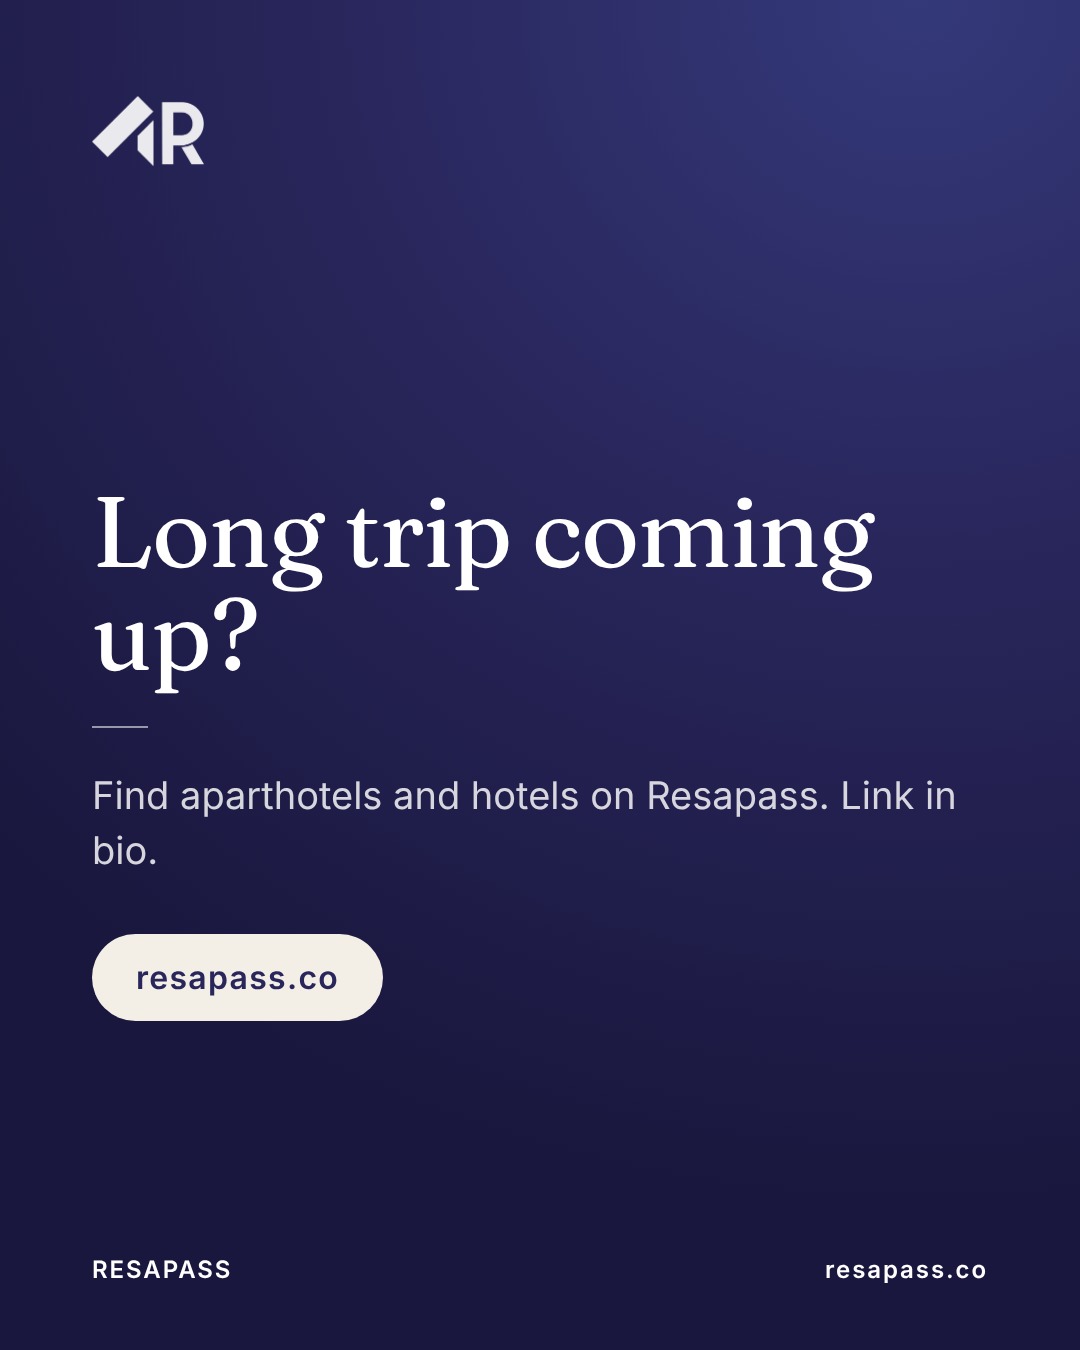 R
Long trip coming
up?
Find aparthotels and hotels on Resapass. Link in
bio.
resapass.co
RESAPASS
resapass.co